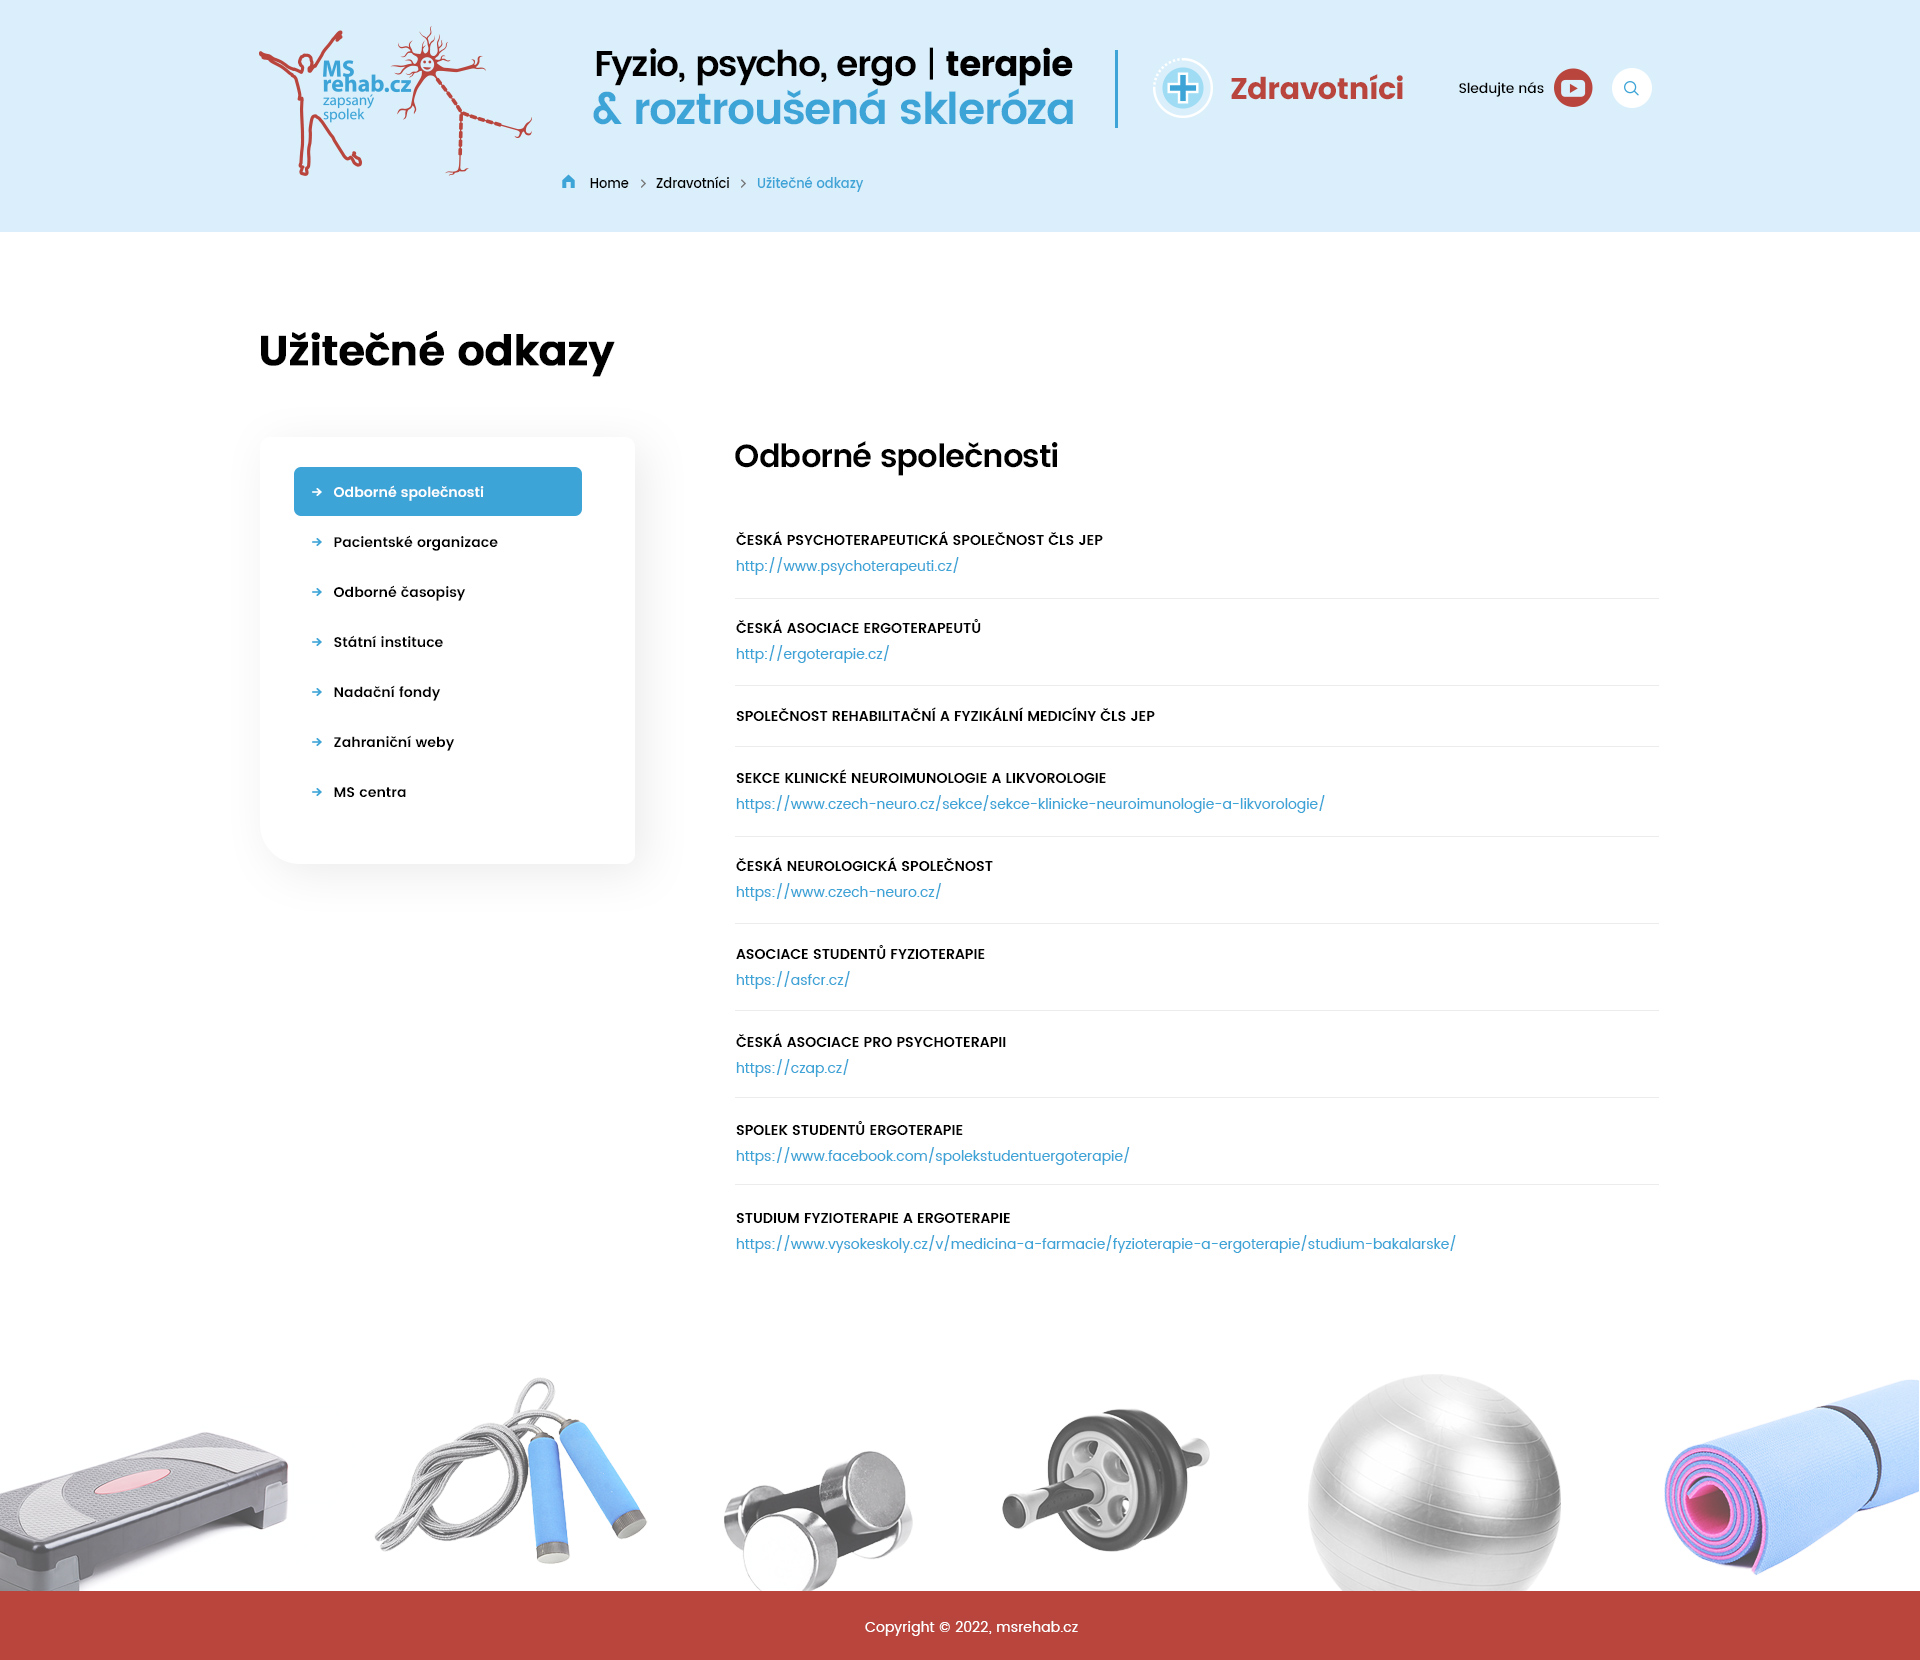 MS
rehab.cz
zapsaný
spolek
Fyzio, psycho, ergo | terapie
& roztroušená skleróza
Zdravotníci
Sledujte nás
Home > Zdravotníci > Užitečné odkazy
Užitečné odkazy
Odborné společnosti
Pacientské organizace
Odborné časopisy
Státní instituce
Nadační fondy
Zahraniční weby
MS centra
Odborné společnosti
ČESKÁ PSYCHOTERAPEUTICKÁ SPOLEČNOST ČLS JEP
http://www.psychoterapeuti.cz/
ČESKÁ ASOCIACE ERGOTERAPEUTŮ
http://ergoterapie.cz/
SPOLEČNOST REHABILITAČNÍ A FYZIKÁLNÍ MEDICÍNY ČLS JEP
SEKCE KLINICKÉ NEUROIMUNOLOGIE A LIKVOROLOGIE
https://www.czech-neuro.cz/sekce/sekce-klinicke-neuroimunologie-a-likvorologie/
ČESKÁ NEUROLOGICKÁ SPOLEČNOST
https://www.czech-neuro.cz/
ASOCIACE STUDENTŮ FYZIOTERAPIE
https://asfcr.cz/
ČESKÁ ASOCIACE PRO PSYCHOTERAPII
https://czap.cz/
SPOLEK STUDENTŮ ERGOTERAPIE
https://www.facebook.com/spolekstudentuergoterapie/
STUDIUM FYZIOTERAPIE A ERGOTERAPIE
https://www.vysokeskoly.cz/v/medicina-a-farmacie/fyzioterapie-a-ergoterapie/studium-bakalarske/
Copyright © 2022, msrehab.cz